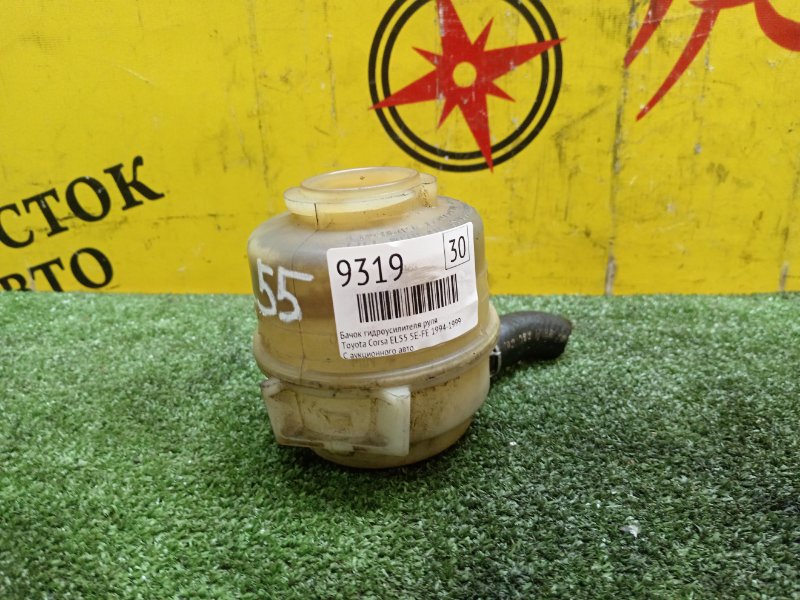 СТОК
ВТО
55
9319
30
Бачок гидроусилителя руля
Toyota Corsa EL55 5E-FE 1994-1999
С аукционного авто